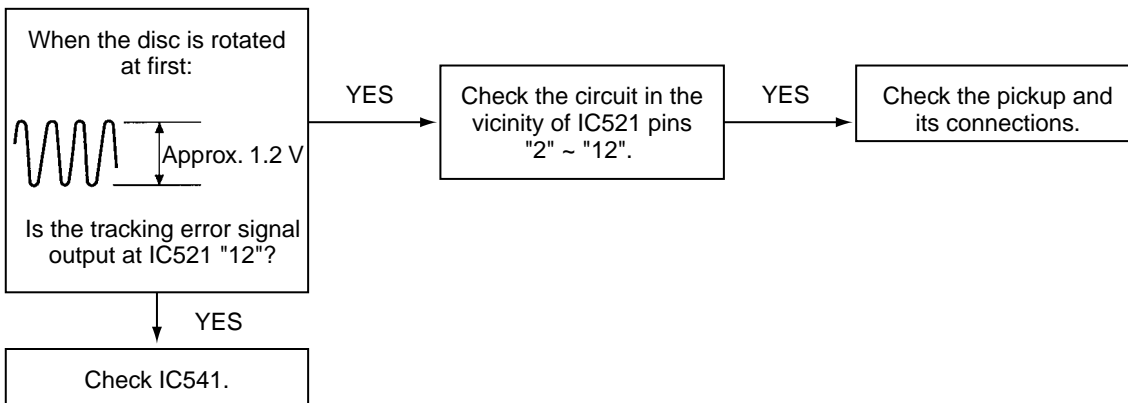 When the disc is rotated
at first:
Approx. 1.2 V
Is the tracking error signal
output at IC521 "12"?
YES
Check the circuit in the
vicinity of IC521 pins
"2" ~ "12".
YES
Check the pickup and
its connections.
YES
Check IC541.